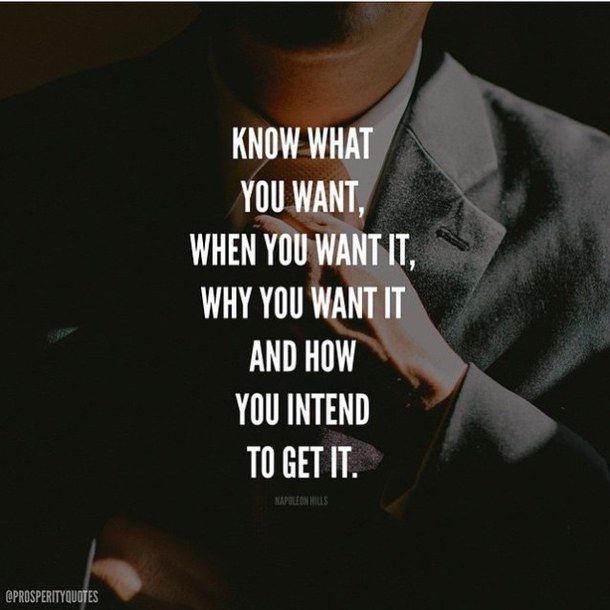 KNOW WHAT
YOU WANT,
WHEN YOU WANT IT,
WHY YOU WANT IT
AND HOW
YOU INTEND
TO GET IT.
NAPOLEON HILLS
@PROSPERITYQUOTES